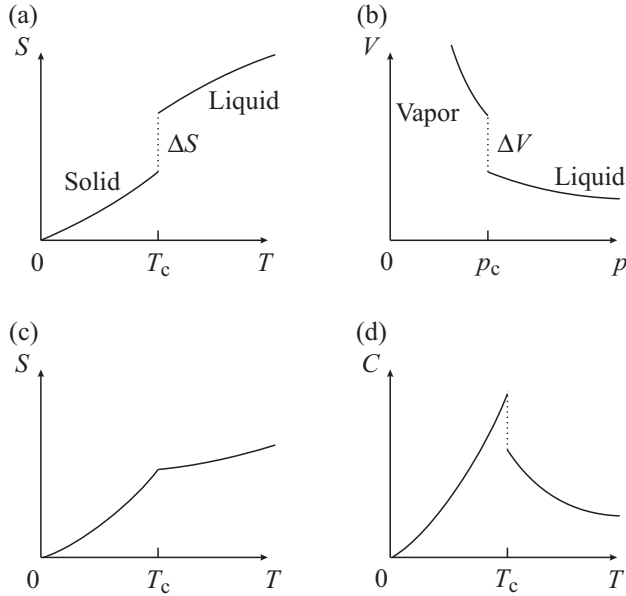 (a)
S
Liquid
ΔS
Solid
0
T_c
T
(b)
V
Vapor
ΔV
Liquid
0
p_c
p
(c)
S
0
T_c
T
(d)
C
0
T_c
T